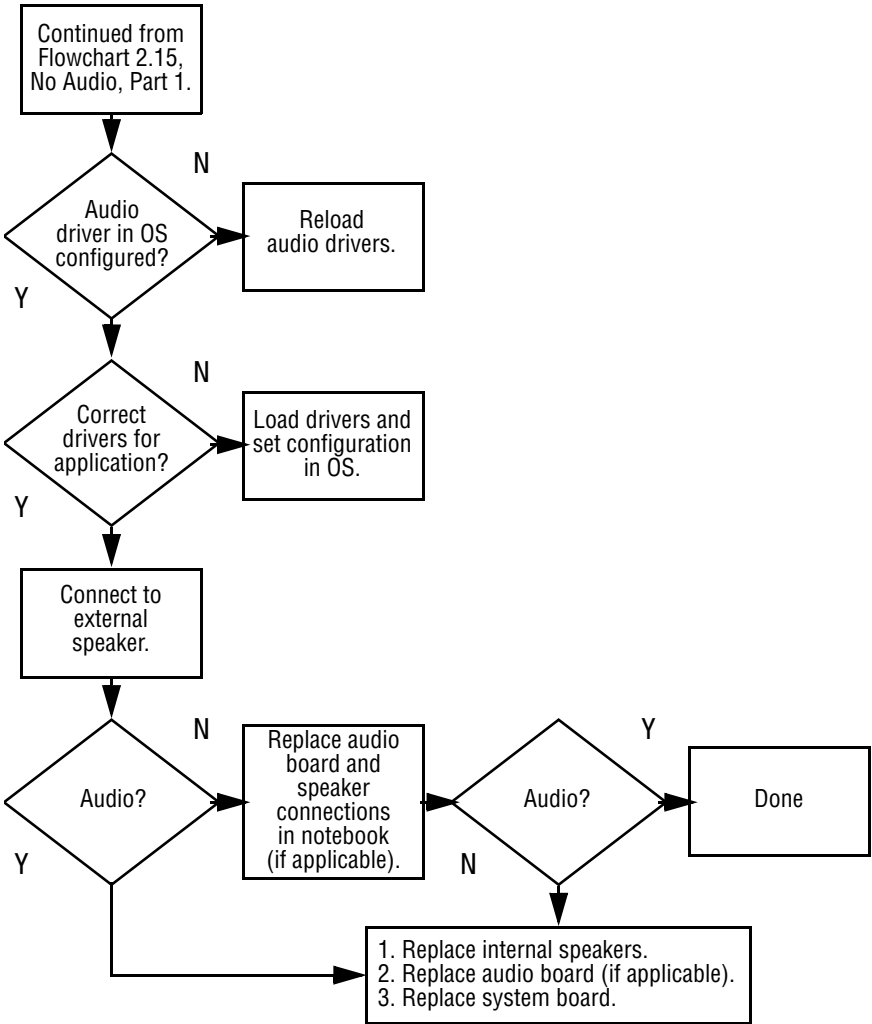 Continued from
Flowchart 2.15,
No Audio, Part 1.
N
Audio
driver in OS
configured?
Reload
audio drivers.
Y
N
Correct
drivers for
application?
Load drivers and
set configuration
in OS.
Y
Connect to
external
speaker.
N
Audio?
Replace audio
board and
speaker
connections
in notebook
(if applicable).
Audio?
Y
Done
Y
N
1. Replace internal speakers.
2. Replace audio board (if applicable).
3. Replace system board.